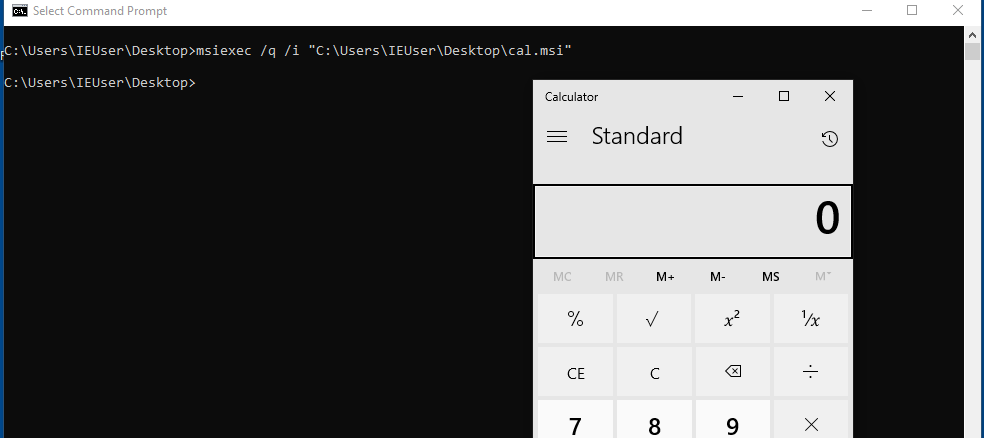 Select Command Prompt
C:\Users\IEUser\Desktop>msiexec /q /i "C:\Users\IEUser\Desktop\cal.msi"
C:\Users\IEUser\Desktop>
Calculator
Standard
0
MC MR M+ M- MS M˅
% √ x² ¹/x
CE C ÷
7 8 9 ×